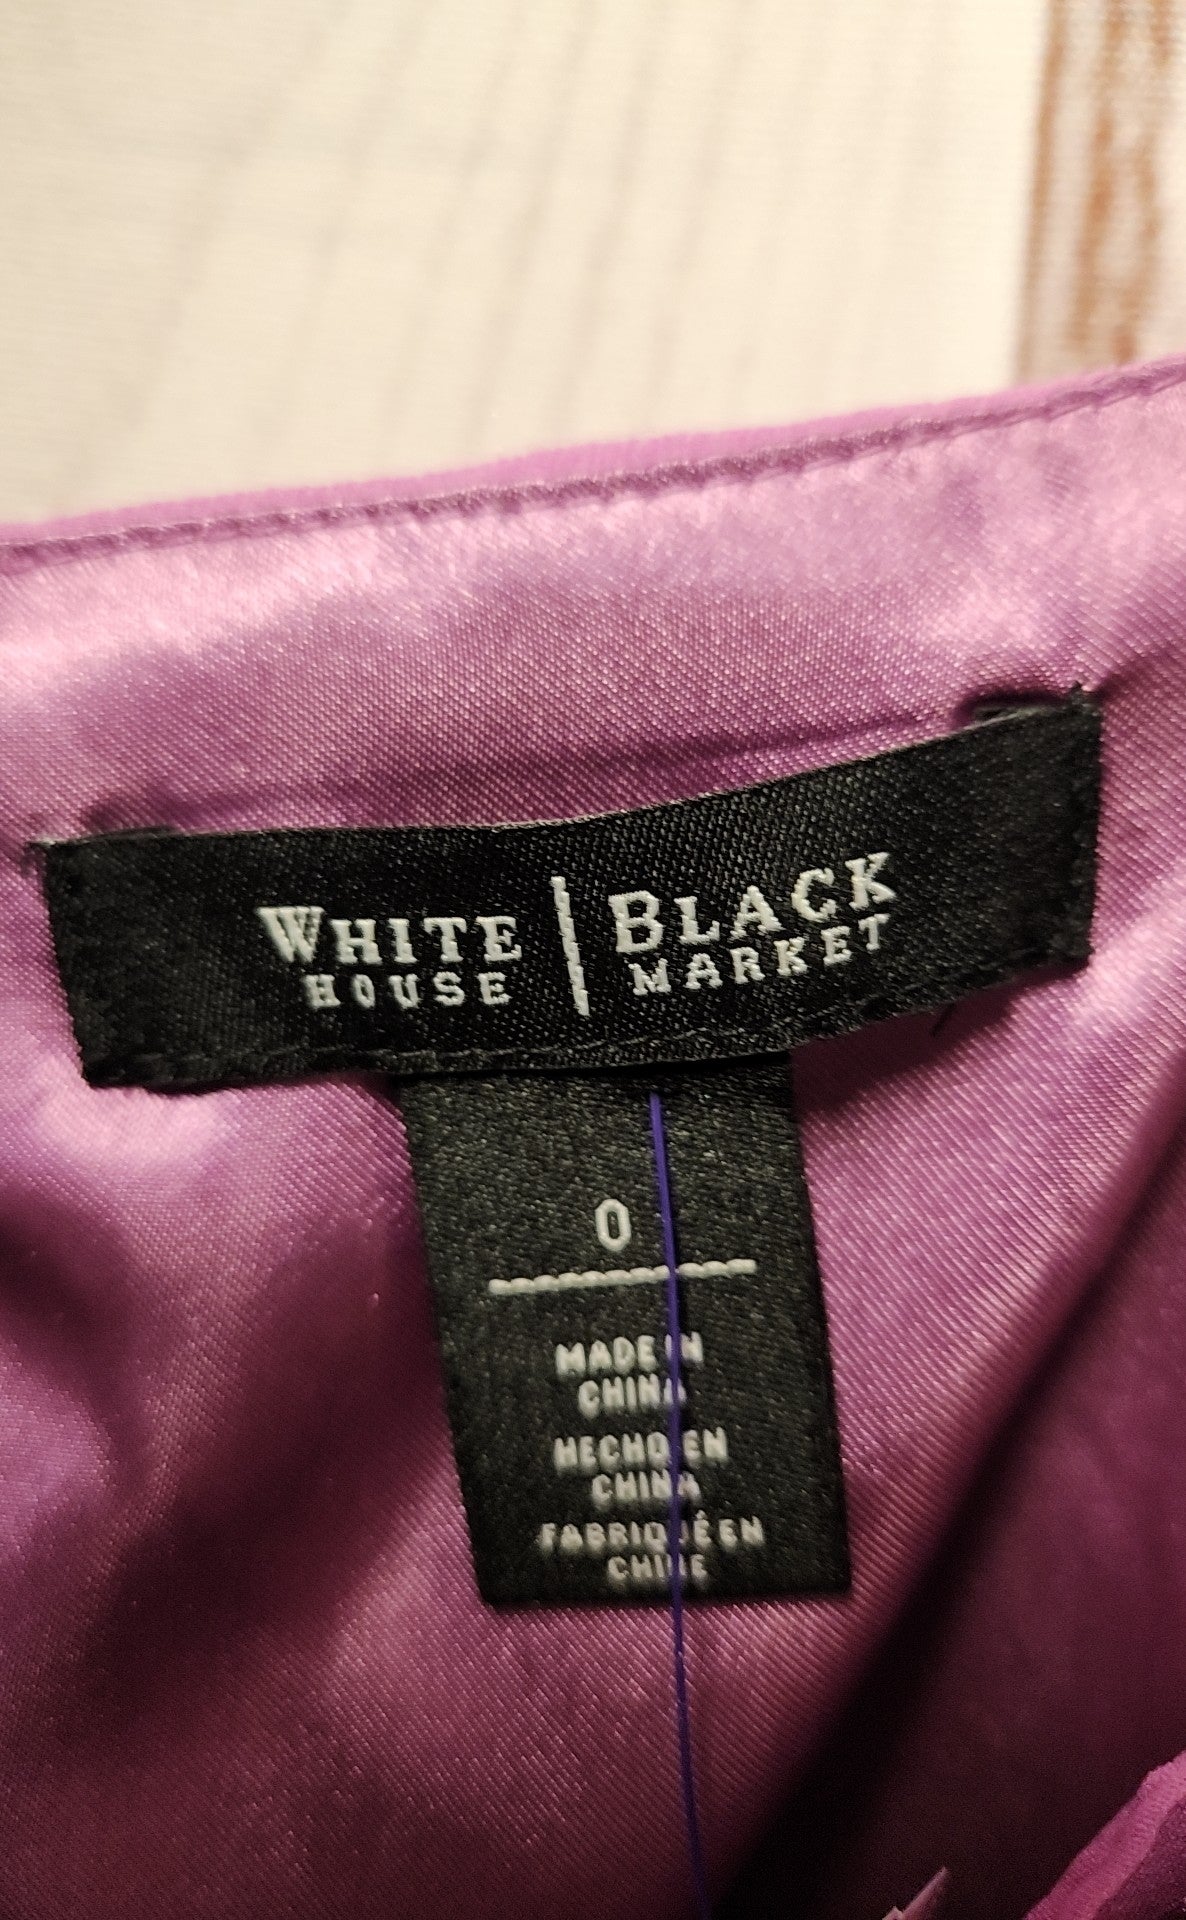 WHITE | BLACK
HOUSE | MARKET
0
MADE IN
CHINA
HECHO EN
CHINA
FABRIQUÉ EN
CHINE